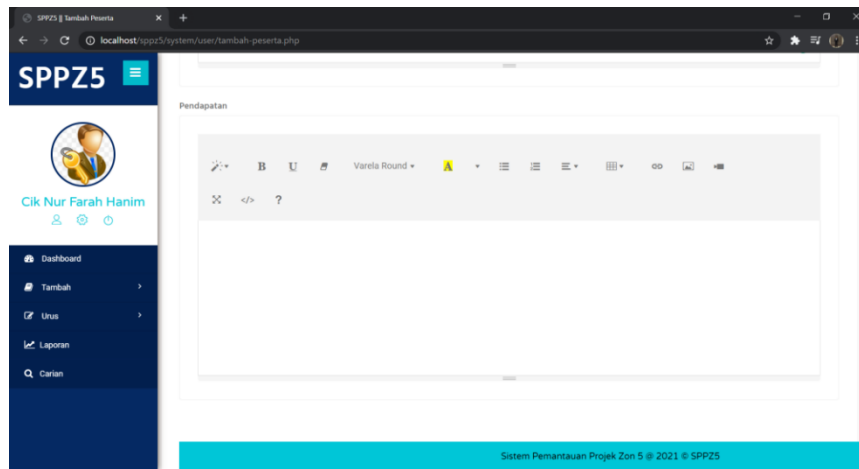 SPPZ5 || Tambah Peserta
localhost/sppz5/system/user/tambah-peserta.php
SPPZ5
Cik Nur Farah Hanim
Dashboard
Tambah
Urus
Laporan
Carian
Pendapatan
B U Varela Round A
</> ?
Sistem Pemantauan Projek Zon 5 @ 2021 © SPPZ5